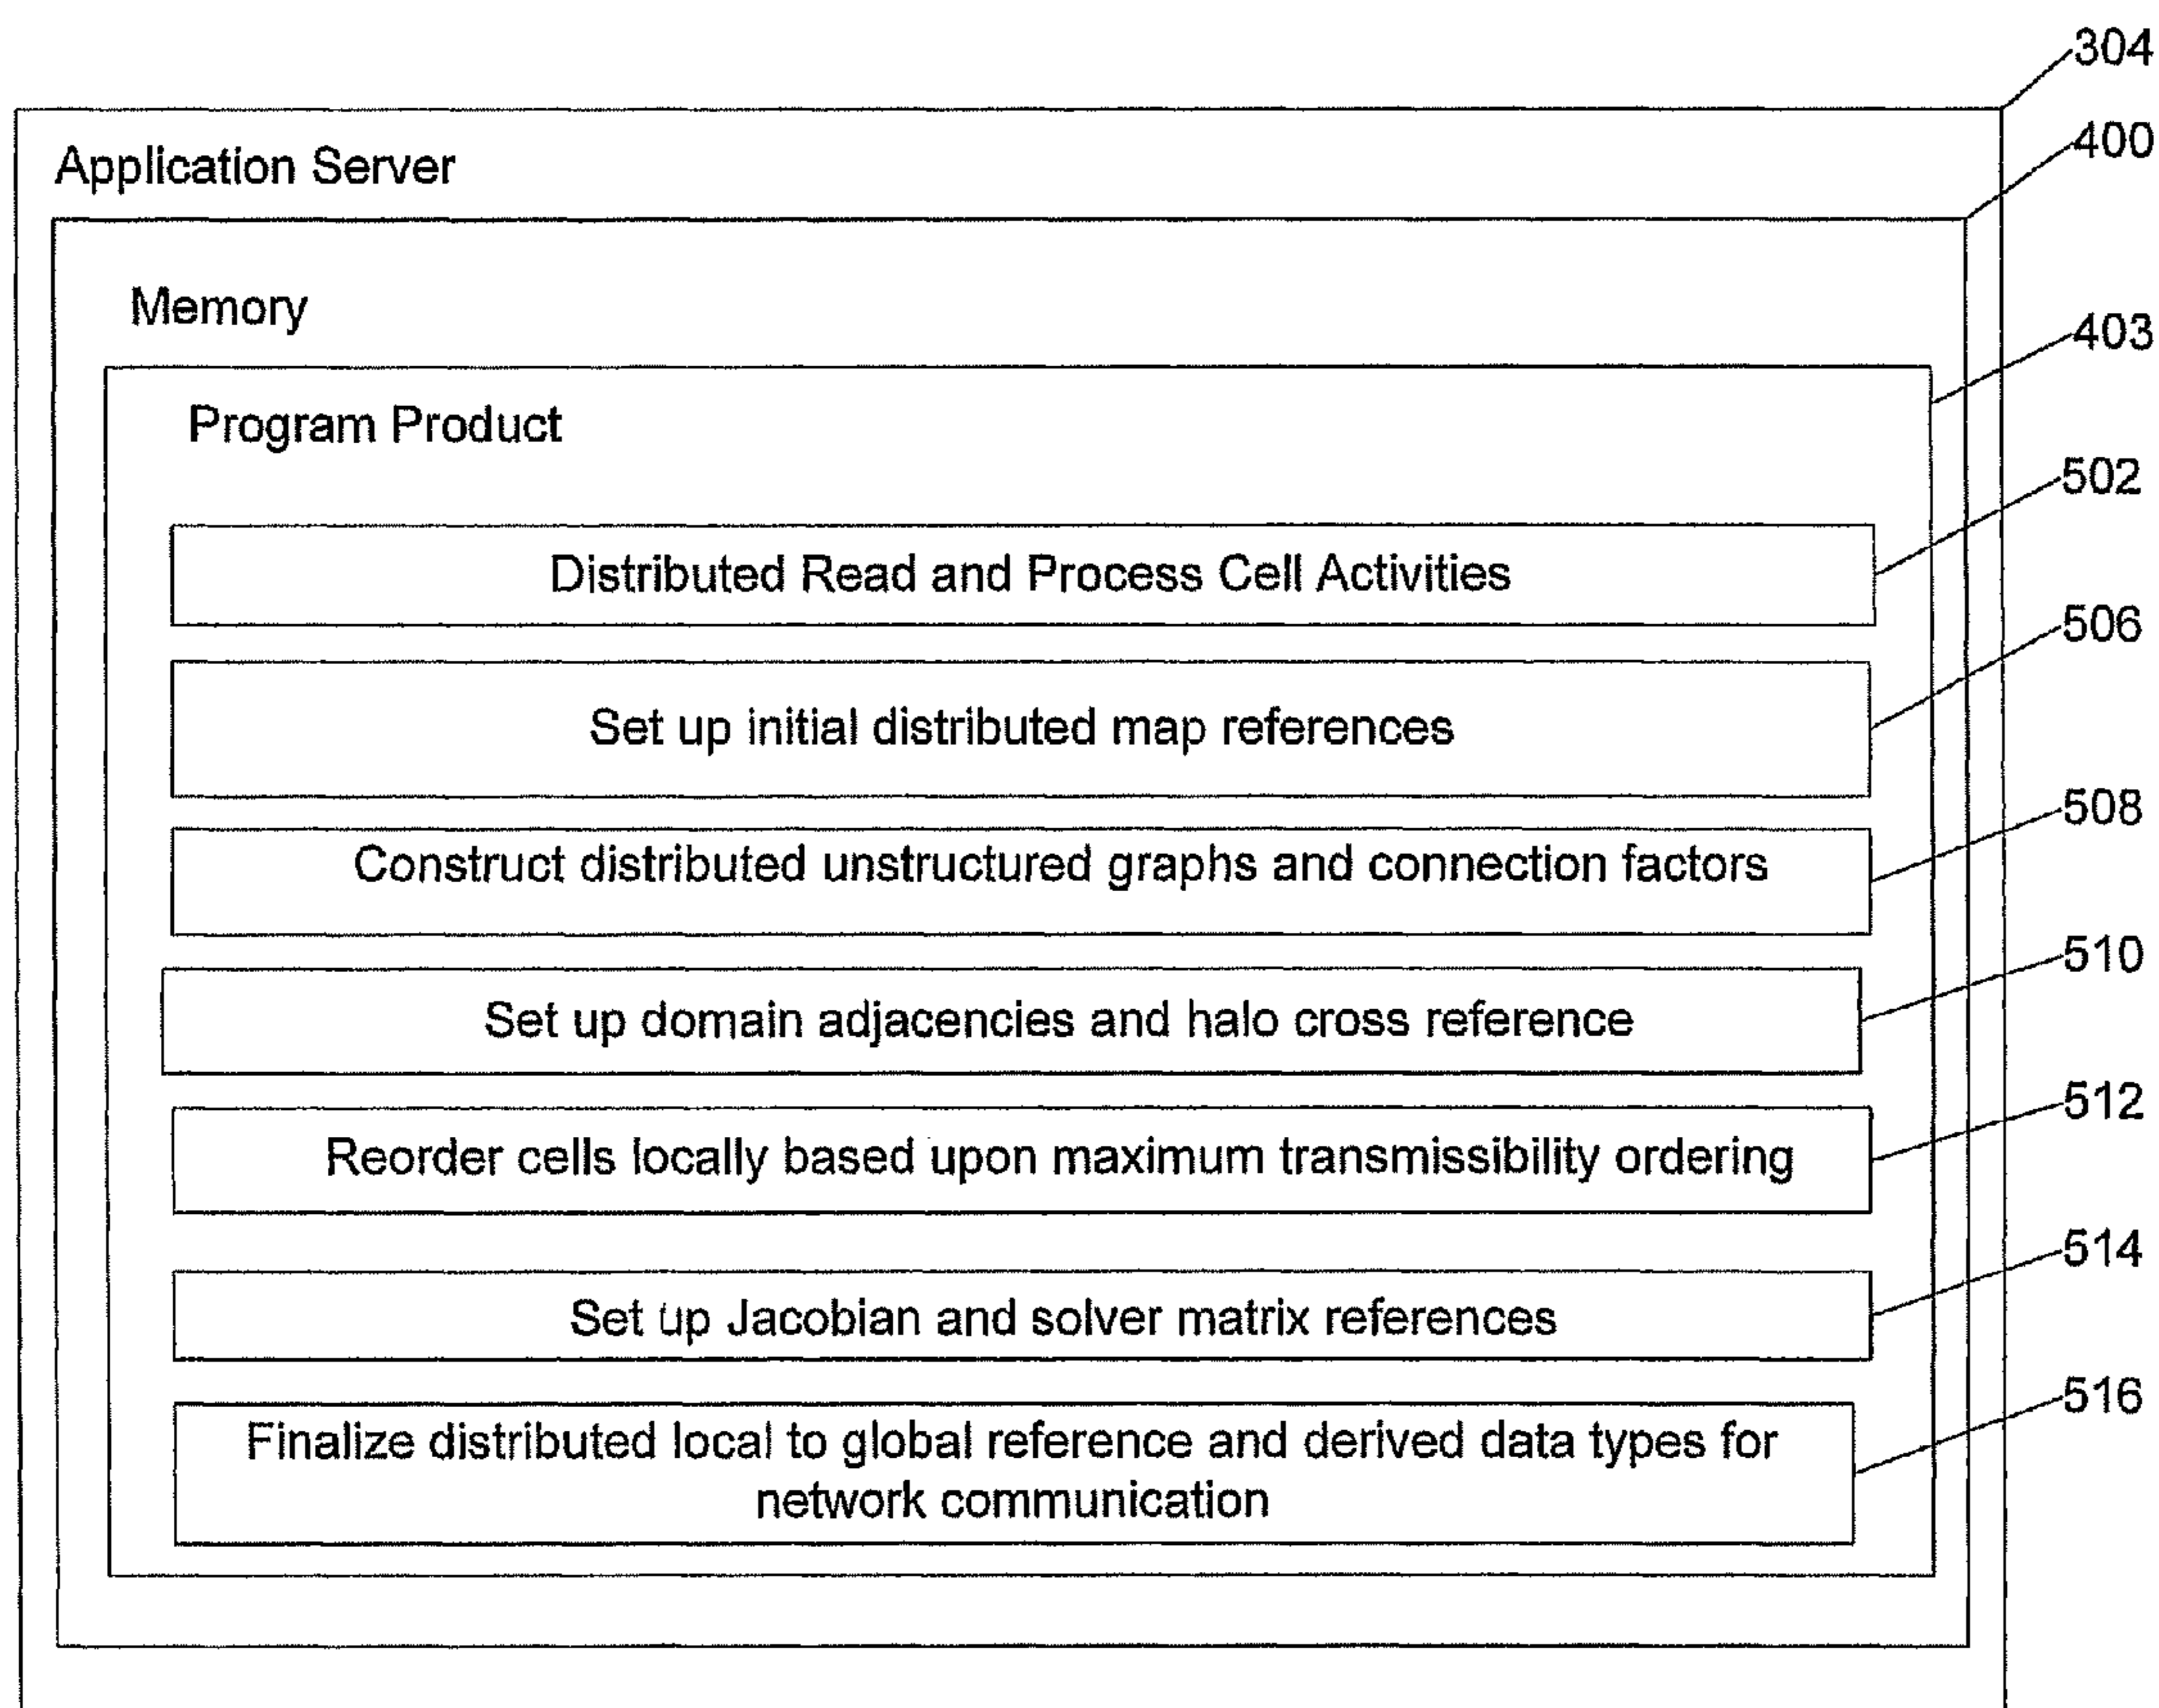 304
Application Server
400
Memory
403
Program Product
502
Distributed Read and Process Cell Activities
506
Set up initial distributed map references
508
Construct distributed unstructured graphs and connection factors
510
Set up domain adjacencies and halo cross reference
512
Reorder cells locally based upon maximum transmissibility ordering
514
Set up Jacobian and solver matrix references
516
Finalize distributed local to global reference and derived data types for
network communication